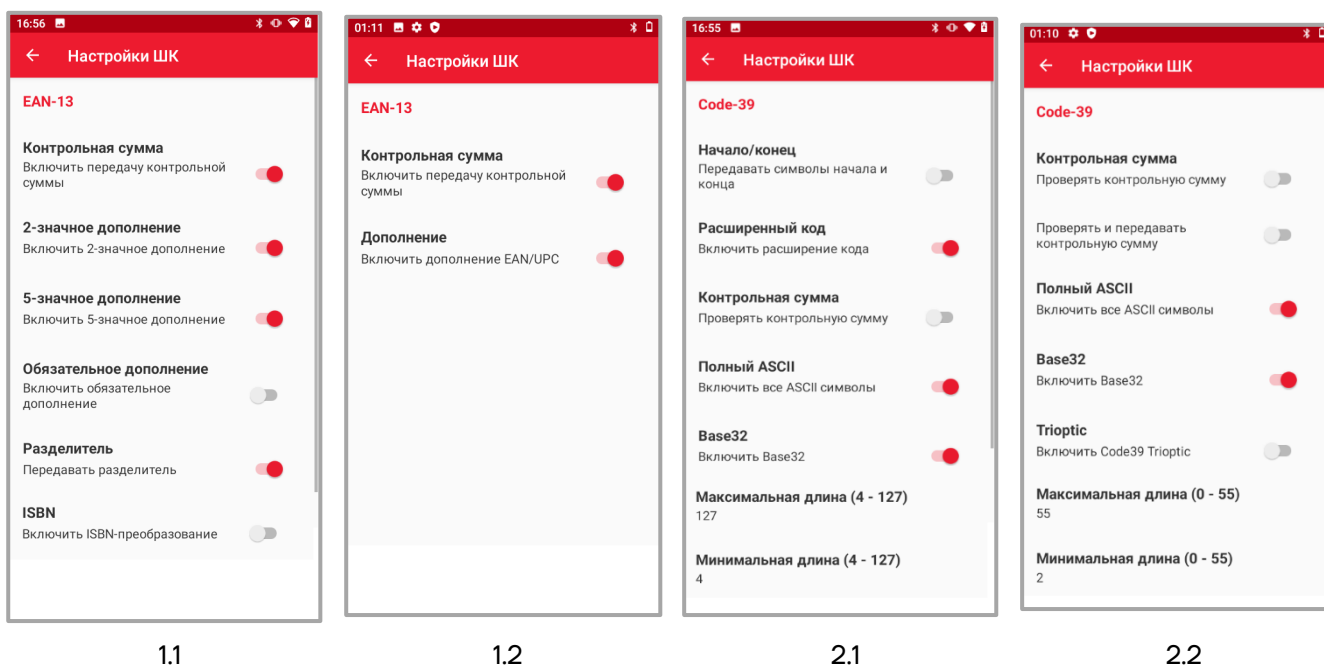 16:56
Настройки ШК
EAN-13
Контрольная сумма
Включить передачу контрольной
суммы
2-значное дополнение
Включить 2-значное дополнение
5-значное дополнение
Включить 5-значное дополнение
Обязательное дополнение
Включить обязательное
дополнение
Разделитель
Передавать разделитель
ISBN
Включить ISBN-преобразование
1.1
01:11
Настройки ШК
EAN-13
Контрольная сумма
Включить передачу контрольной
суммы
Дополнение
Включить дополнение EAN/UPC
1.2
16:55
Настройки ШК
Code-39
Начало/конец
Передавать символы начала и
конца
Расширенный код
Включить расширение кода
Контрольная сумма
Проверять контрольную сумму
Полный ASCII
Включить все ASCII символы
Base32
Включить Base32
Максимальная длина (4 - 127)
127
Минимальная длина (4 - 127)
4
2.1
01:10
Настройки ШК
Code-39
Контрольная сумма
Проверять контрольную сумму
Проверять и передавать
контрольную сумму
Полный ASCII
Включить все ASCII символы
Base32
Включить Base32
Trioptic
Включить Code39 Trioptic
Максимальная длина (0 - 55)
55
Минимальная длина (0 - 55)
2
2.2